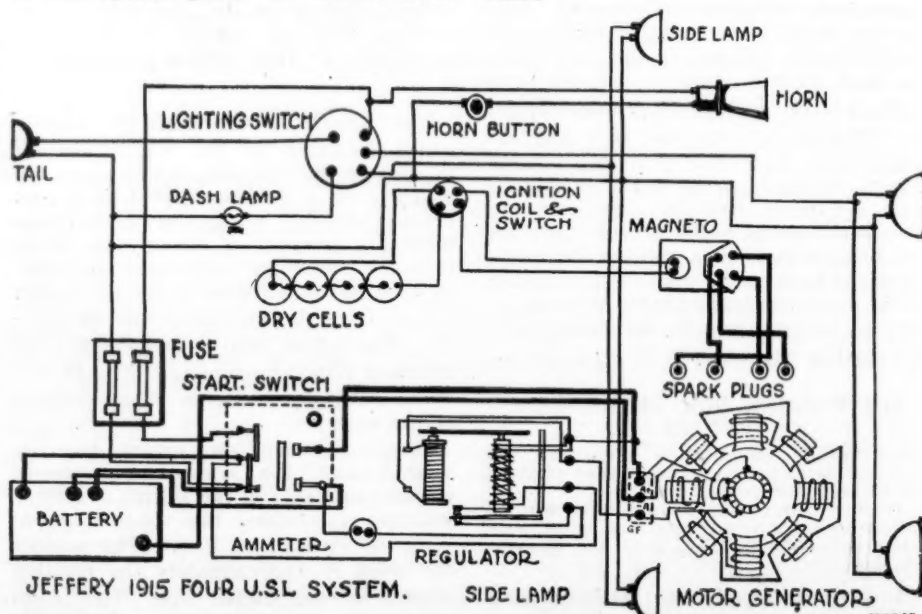 SIDE LAMP
HORN
LIGHTING SWITCH
HORN BUTTON
TAIL
DASH LAMP
IGNITION
COIL &
SWITCH
MAGNETO
DRY CELLS
FUSE
START. SWITCH
SPARK PLUGS
BATTERY
AMMETER
REGULATOR
GF
JEFFERY 1915 FOUR U.S.L SYSTEM.
SIDE LAMP
MOTOR GENERATOR